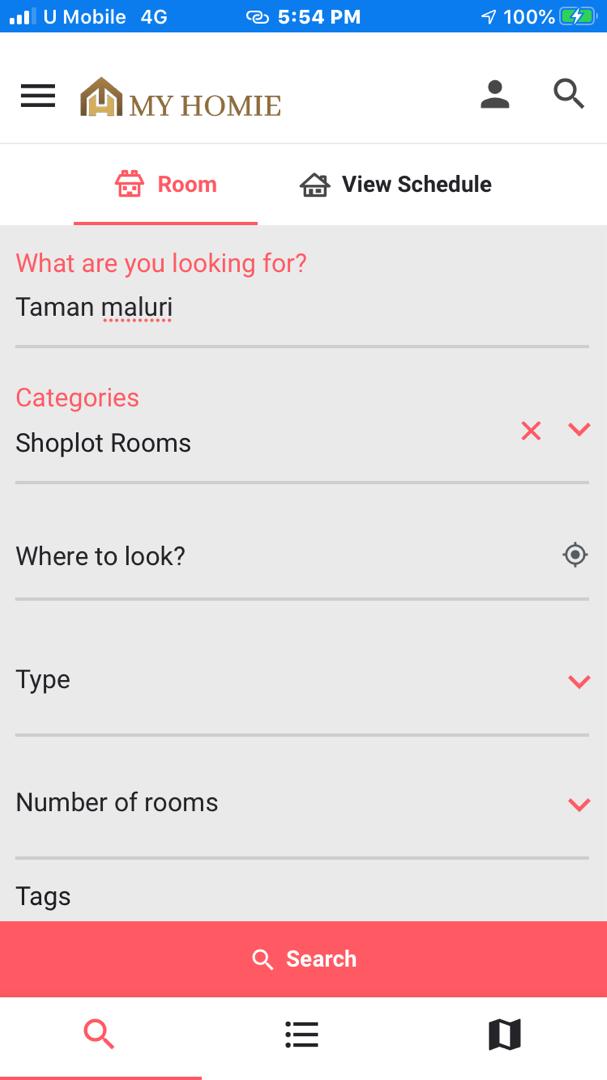 U Mobile 4G 5:54 PM 100%
MY HOMIE
Room View Schedule
What are you looking for?
Taman maluri
Categories
Shoplot Rooms
Where to look?
Type
Number of rooms
Tags
Search